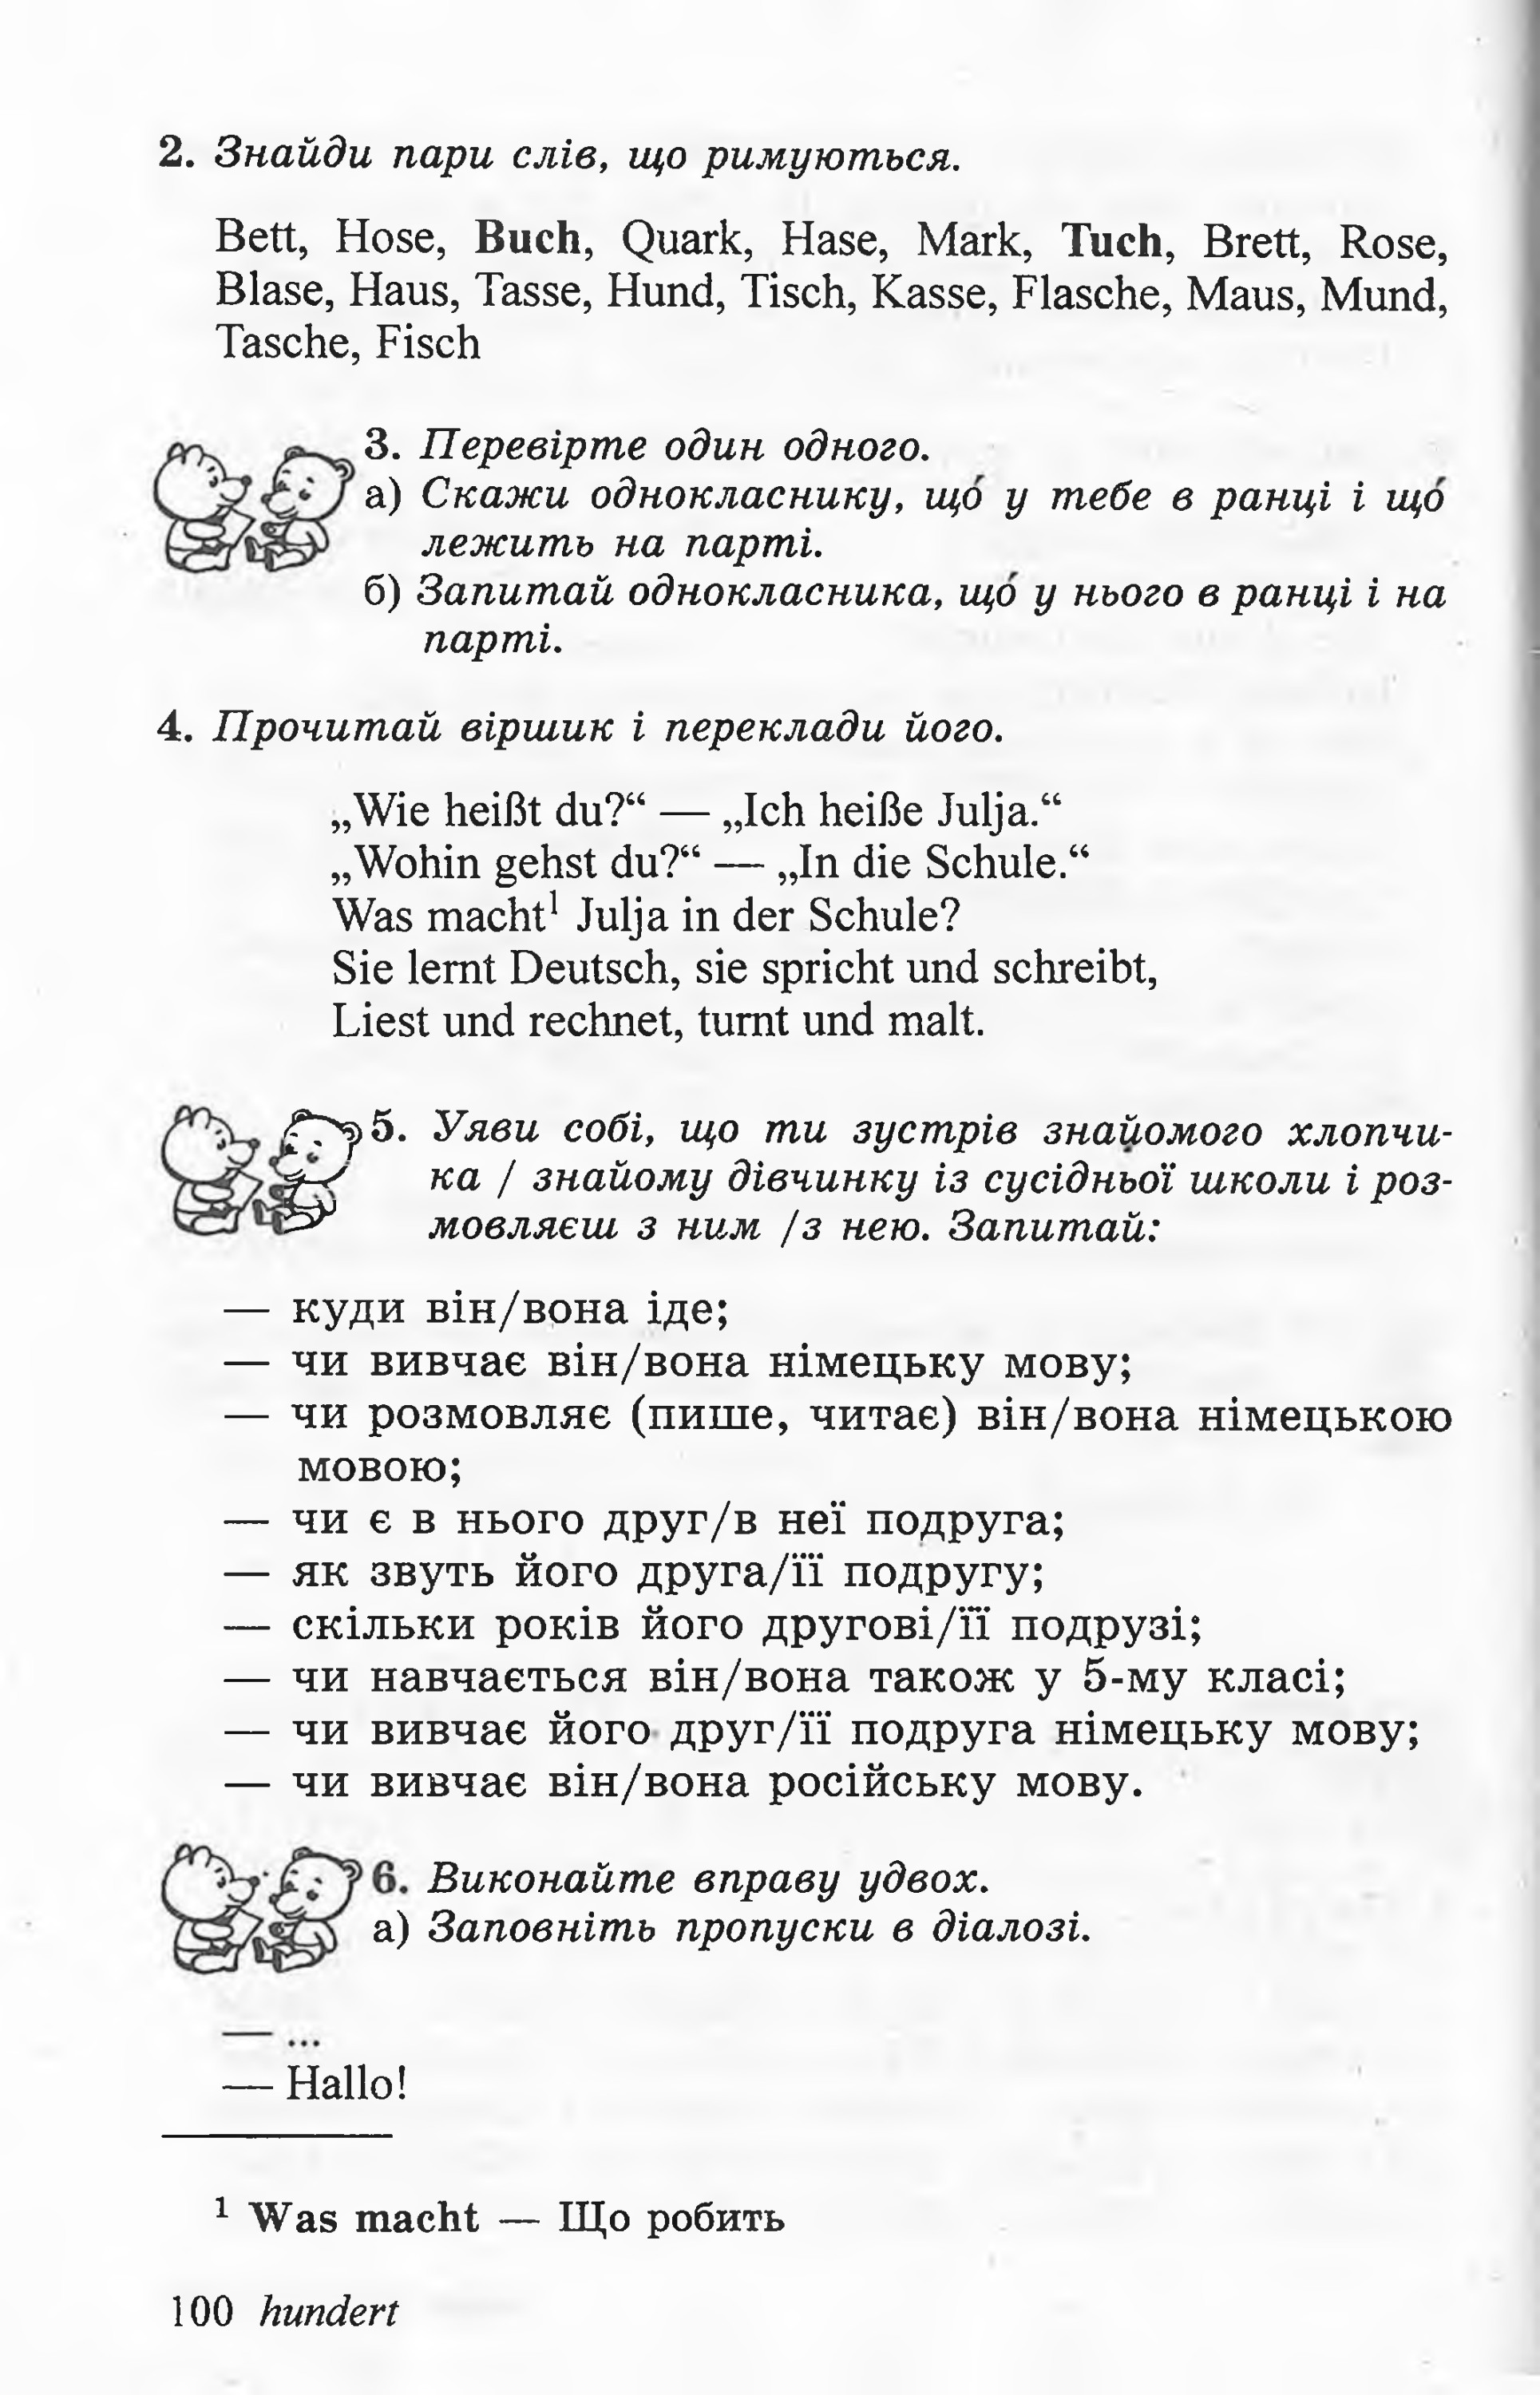 2. Знайди пари слів, що римуються.
Bett, Hose, Buch, Quark, Hase, Mark, Tuch, Brett, Rose,
Blase, Haus, Tasse, Hund, Tisch, Kasse, Flasche, Maus, Mund,
Tasche, Fisch
3. Перевірте один одного.
а) Скажи однокласнику, що́ у тебе в ранці і що́
лежить на парті.
б) Запитай однокласника, що́ у нього в ранці і на
парті.
4. Прочитай віршик і переклади його.
„Wie heißt du?“ — „Ich heiße Julja.“
„Wohin gehst du?“ — „In die Schule.“
Was macht¹ Julja in der Schule?
Sie lernt Deutsch, sie spricht und schreibt,
Liest und rechnet, turnt und malt.
5. Уяви собі, що ти зустрів знайомого хлопчи-
ка / знайому дівчинку із сусідньої школи і роз-
мовляєш з ним /з нею. Запитай:
— куди він/вона іде;
— чи вивчає він/вона німецьку мову;
— чи розмовляє (пише, читає) він/вона німецькою
мовою;
— чи є в нього друг/в неї подруга;
— як звуть його друга/її подругу;
— скільки років його другові/її подрузі;
— чи навчається він/вона також у 5-му класі;
— чи вивчає його друг/її подруга німецьку мову;
— чи вивчає він/вона російську мову.
6. Виконайте вправу удвох.
а) Заповніть пропуски в діалозі.
— ...
— Hallo!
¹ Was macht — Що робить
100 hundert